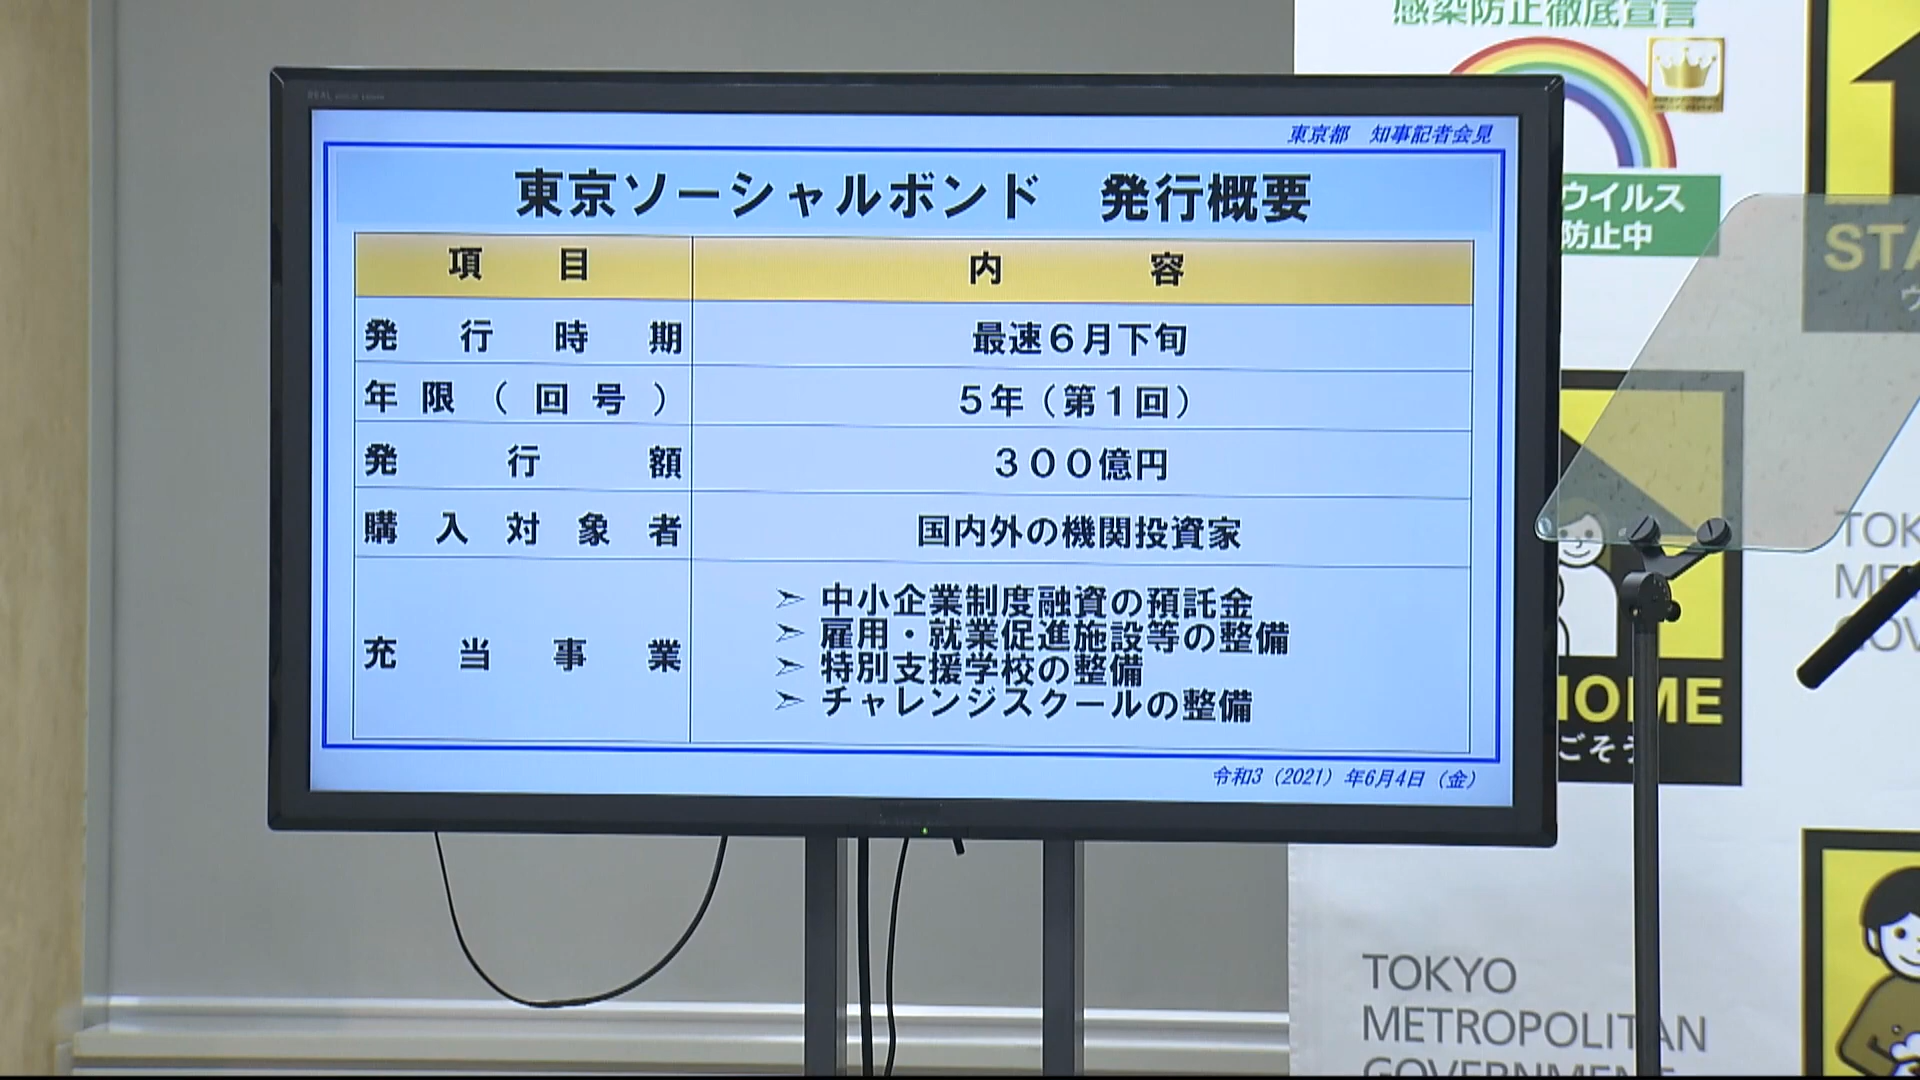 感染防止徹底宣言
東京都 知事記者会見
東京ソーシャルボンド 発行概要
項目 内容
発行時期 最速6月下旬
年限(回号) 5年(第1回)
発行額 300億円
購入対象者 国内外の機関投資家
充当事業
➢ 中小企業制度融資の預託金
➢ 雇用・就業促進施設等の整備
➢ 特別支援学校の整備
➢ チャレンジスクールの整備
令和3(2021)年6月4日(金)
ウイルス
防止中
STA
HOME
ごそう
TOK
ME
GOV
TOKYO
METROPOLITAN
GOVERNMENT